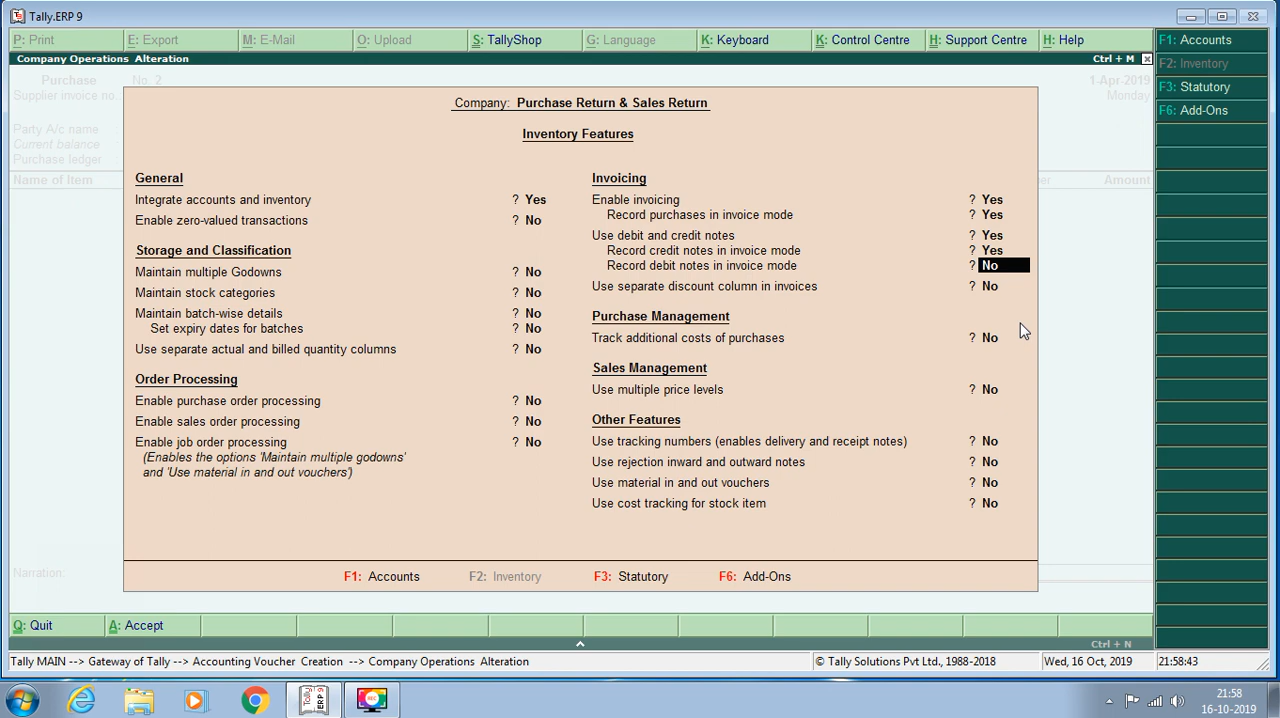 Tally.ERP 9
P: Print E: Export M: E-Mail O: Upload S: TallyShop G: Language K: Keyboard K: Control Centre H: Support Centre H: Help
F1: Accounts
F2: Inventory
F3: Statutory
F6: Add-Ons
Company Operations Alteration Ctrl + M
Purchase No. 2 1-Apr-2019
Supplier invoice no. Monday
Party A/c name
Current balance
Purchase ledger
Name of Item er Amount
Company: Purchase Return & Sales Return
Inventory Features
General
Integrate accounts and inventory ? Yes
Enable zero-valued transactions ? No
Storage and Classification
Maintain multiple Godowns ? No
Maintain stock categories ? No
Maintain batch-wise details ? No
Set expiry dates for batches ? No
Use separate actual and billed quantity columns ? No
Order Processing
Enable purchase order processing ? No
Enable sales order processing ? No
Enable job order processing ? No
(Enables the options 'Maintain multiple godowns'
and 'Use material in and out vouchers')
Invoicing
Enable invoicing ? Yes
Record purchases in invoice mode ? Yes
Use debit and credit notes ? Yes
Record credit notes in invoice mode ? Yes
Record debit notes in invoice mode ? No
Use separate discount column in invoices ? No
Purchase Management
Track additional costs of purchases ? No
Sales Management
Use multiple price levels ? No
Other Features
Use tracking numbers (enables delivery and receipt notes) ? No
Use rejection inward and outward notes ? No
Use material in and out vouchers ? No
Use cost tracking for stock item ? No
F1: Accounts F2: Inventory F3: Statutory F6: Add-Ons
Narration:
Q: Quit A: Accept
Ctrl + N
Tally MAIN --> Gateway of Tally --> Accounting Voucher Creation --> Company Operations Alteration © Tally Solutions Pvt Ltd., 1988-2018 Wed, 16 Oct, 2019 21:58:43
21:58
16-10-2019